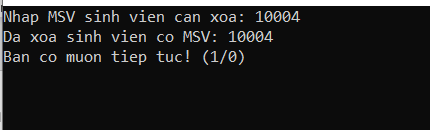 Nhap MSV sinh vien can xoa: 10004
Da xoa sinh vien co MSV: 10004
Ban co muon tiep tuc! (1/0)